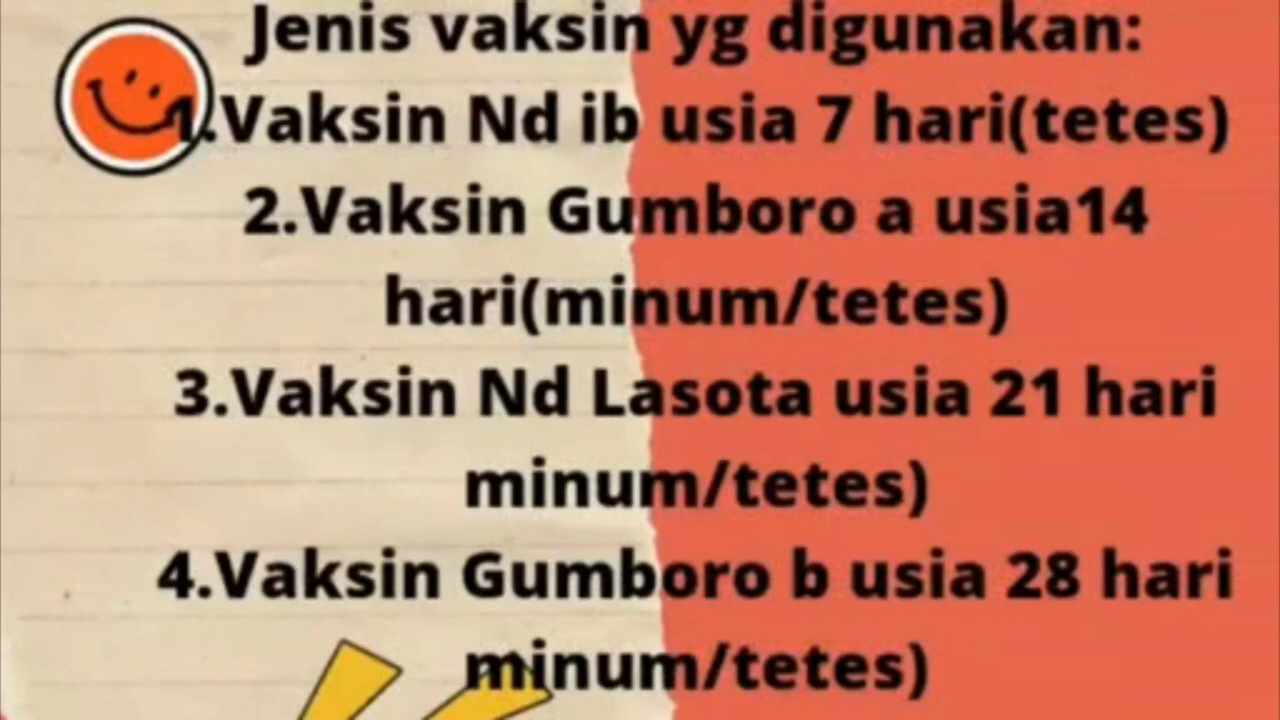 Jenis vaksin yg digunakan:
1.Vaksin Nd ib usia 7 hari(tetes)
2.Vaksin Gumboro a usia14
hari(minum/tetes)
3.Vaksin Nd Lasota usia 21 hari
minum/tetes)
4.Vaksin Gumboro b usia 28 hari
minum/tetes)